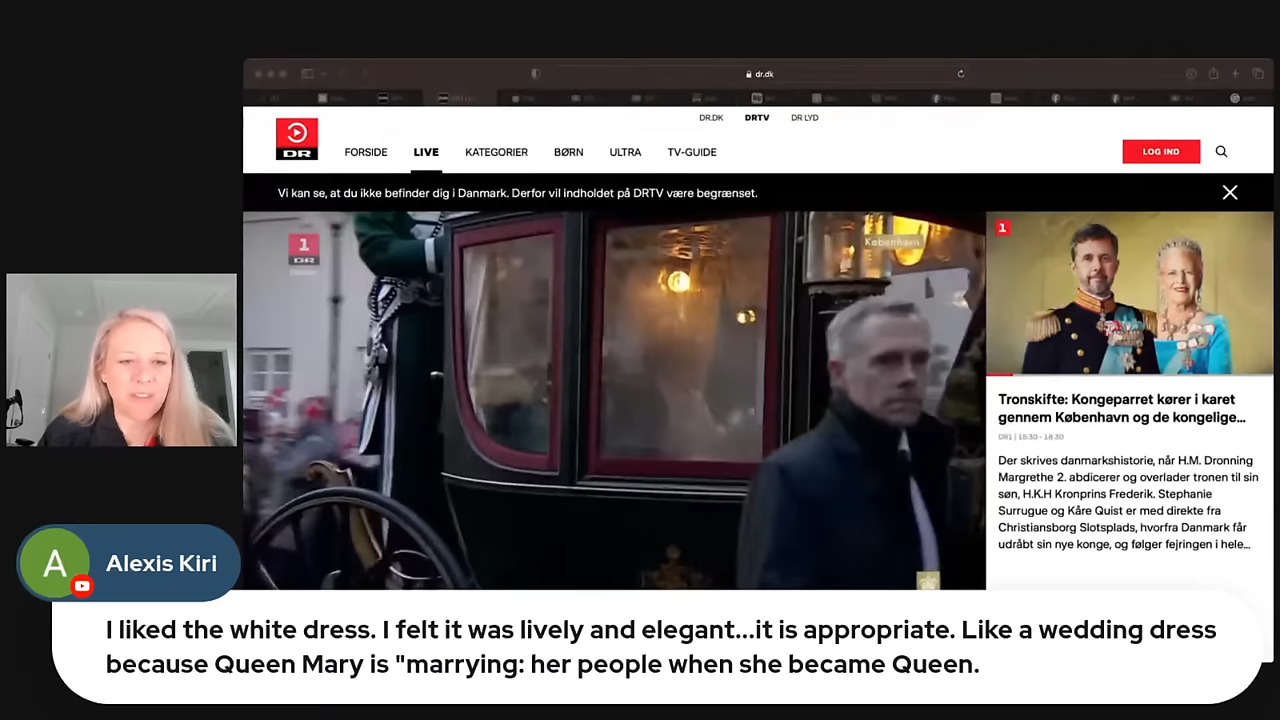 dr.dk
DR.DK DRTV DR LYD
DR
FORSIDE LIVE KATEGORIER BØRN ULTRA TV-GUIDE
LOG IND
Vi kan se, at du ikke befinder dig i Danmark. Derfor vil indholdet på DRTV være begrænset.
1
DR
København
1
Tronskifte: Kongeparret kører i karet
gennem København og de kongelige...
DR1 | 15:30 - 18:30
Der skrives danmarkshistorie, når H.M. Dronning
Margrethe 2. abdicerer og overlader tronen til sin
søn, H.K.H Kronprins Frederik. Stephanie
Surrugue og Kåre Quist er med direkte fra
Christiansborg Slotsplads, hvorfra Danmark får
udråbt sin nye konge, og følger fejringen i hele...
A
Alexis Kiri
I liked the white dress. I felt it was lively and elegant...it is appropriate. Like a wedding dress
because Queen Mary is "marrying: her people when she became Queen.